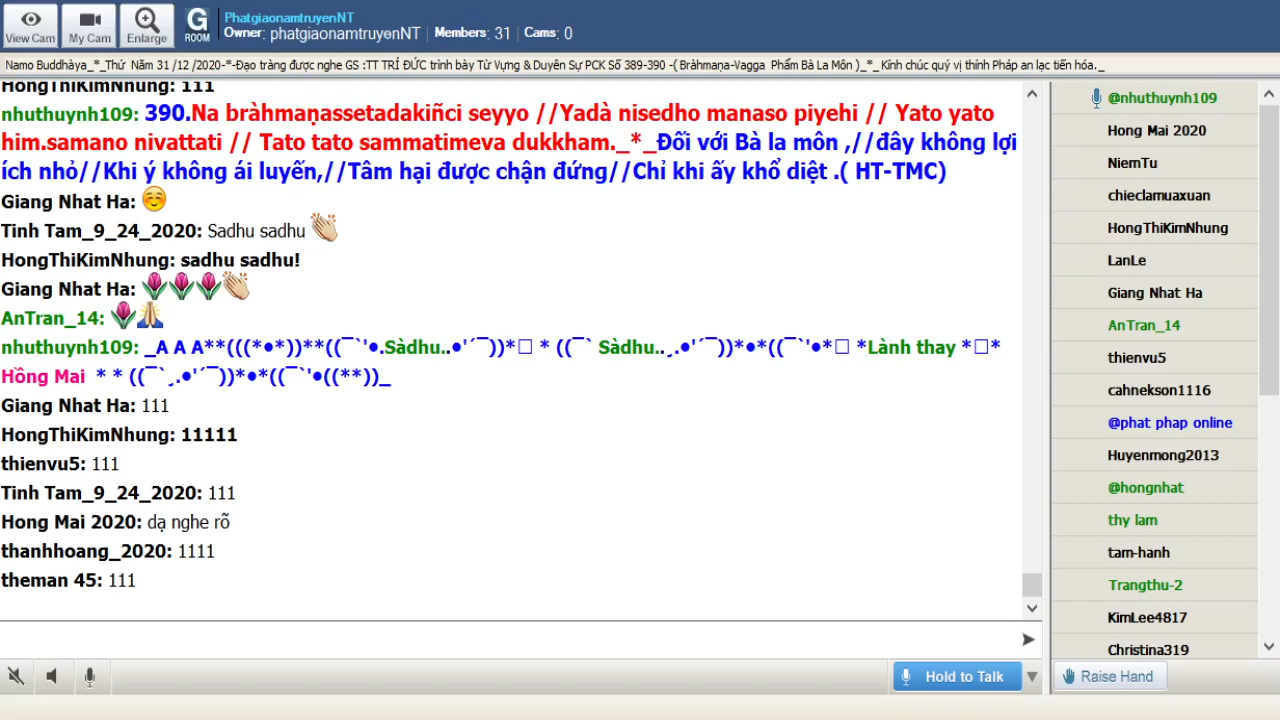 View Cam
My Cam
Enlarge
G
ROOM
PhatgiaonamtruyenNT
Owner: phatgiaonamtruyenNT | Members: 31 | Cams: 0
Namo Buddhàya_*_Thứ Năm 31 /12 /2020-*-Đạo tràng được nghe GS :TT TRÍ ĐỨC trình bày Từ Vựng & Duyên Sự PCK Số 389-390 -( Bràhmaṇa-Vagga Phẩm Bà La Môn )_*_ Kính chúc quý vị thính Pháp an lạc tiến hóa._
HongThiKimNhung: 111
nhuthuynh109: 390.Na bràhmaṇassetadakiñci seyyo //Yadà nisedho manaso piyehi // Yato yato
him.samano nivattati // Tato tato sammatimeva dukkham._*_Đối với Bà la môn ,//đây không lợi
ích nhỏ//Khi ý không ái luyến,//Tâm hại được chận đứng//Chỉ khi ấy khổ diệt .( HT-TMC)
Giang Nhat Ha:
Tinh Tam_9_24_2020: Sadhu sadhu
HongThiKimNhung: sadhu sadhu!
Giang Nhat Ha:
AnTran_14:
nhuthuynh109: _A A A**(((*•*))**((¯`'•.Sàdhu..•'´¯))*□ * ((¯` Sàdhu..¸.•'´¯))*•*((¯`'•*□ *Lành thay *□*
Hồng Mai * * ((¯`¸.•'´¯))*•*((¯`'•((**))_
Giang Nhat Ha: 111
HongThiKimNhung: 11111
thienvu5: 111
Tinh Tam_9_24_2020: 111
Hong Mai 2020: dạ nghe rõ
thanhhoang_2020: 1111
theman 45: 111
@nhuthuynh109
Hong Mai 2020
NiemTu
chieclamuaxuan
HongThiKimNhung
LanLe
Giang Nhat Ha
AnTran_14
thienvu5
cahnekson1116
@phat phap online
Huyenmong2013
@hongnhat
thy lam
tam-hanh
Trangthu-2
KimLee4817
Christina319
Hold to Talk
Raise Hand